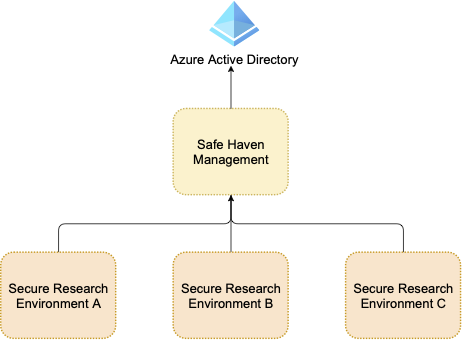 Azure Active Directory
Safe Haven
Management
Secure Research
Environment A
Secure Research
Environment B
Secure Research
Environment C